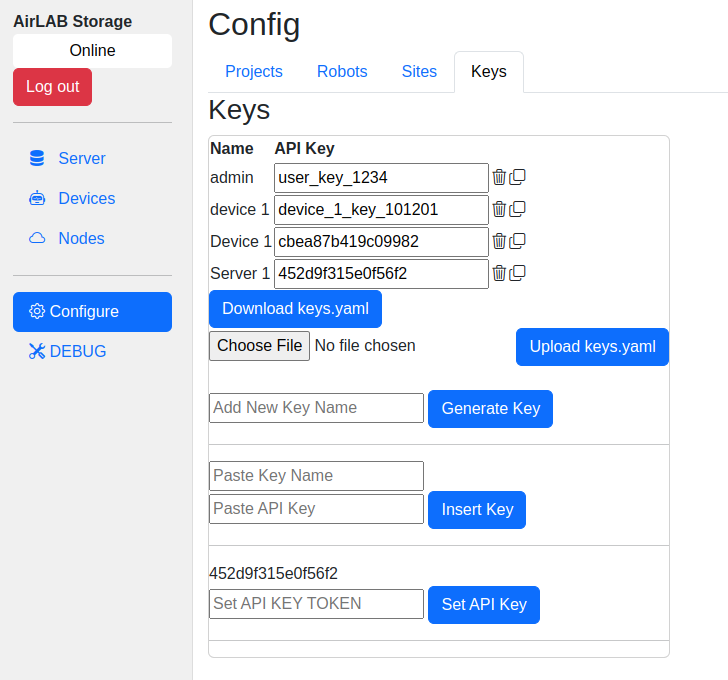 AirLAB Storage
Online
Log out
Server
Devices
Nodes
Configure
DEBUG
Config
Projects Robots Sites Keys
Keys
Name API Key
admin user_key_1234
device 1 device_1_key_101201
Device 1 cbea87b419c09982
Server 1 452d9f315e0f56f2
Download keys.yaml
Choose File No file chosen Upload keys.yaml
Add New Key Name Generate Key
Paste Key Name
Paste API Key Insert Key
452d9f315e0f56f2
Set API KEY TOKEN Set API Key